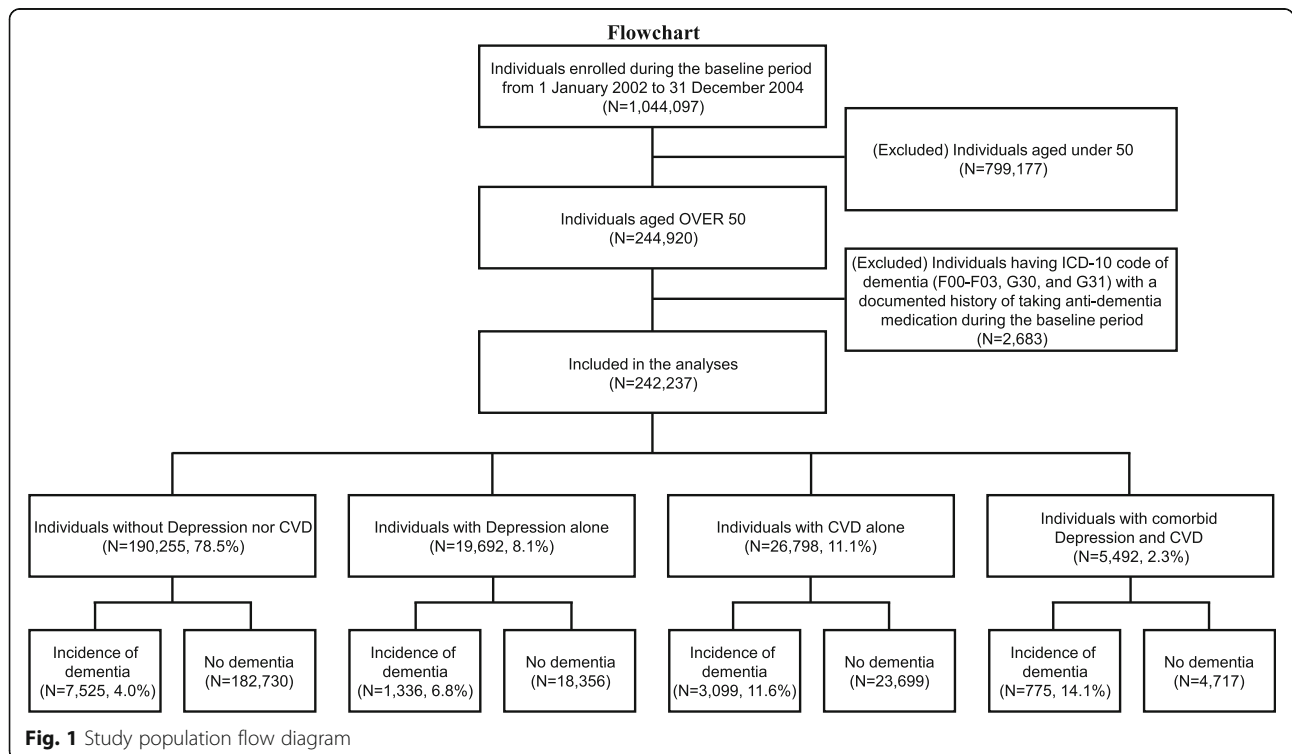 Flowchart
Individuals enrolled during the baseline period
from 1 January 2002 to 31 December 2004
(N=1,044,097)
(Excluded) Individuals aged under 50
(N=799,177)
Individuals aged OVER 50
(N=244,920)
(Excluded) Individuals having ICD-10 code of
dementia (F00-F03, G30, and G31) with a
documented history of taking anti-dementia
medication during the baseline period
(N=2,683)
Included in the analyses
(N=242,237)
Individuals without Depression nor CVD
(N=190,255, 78.5%)
Individuals with Depression alone
(N=19,692, 8.1%)
Individuals with CVD alone
(N=26,798, 11.1%)
Individuals with comorbid
Depression and CVD
(N=5,492, 2.3%)
Incidence of
dementia
(N=7,525, 4.0%)
No dementia
(N=182,730)
Incidence of
dementia
(N=1,336, 6.8%)
No dementia
(N=18,356)
Incidence of
dementia
(N=3,099, 11.6%)
No dementia
(N=23,699)
Incidence of
dementia
(N=775, 14.1%)
No dementia
(N=4,717)
Fig. 1 Study population flow diagram